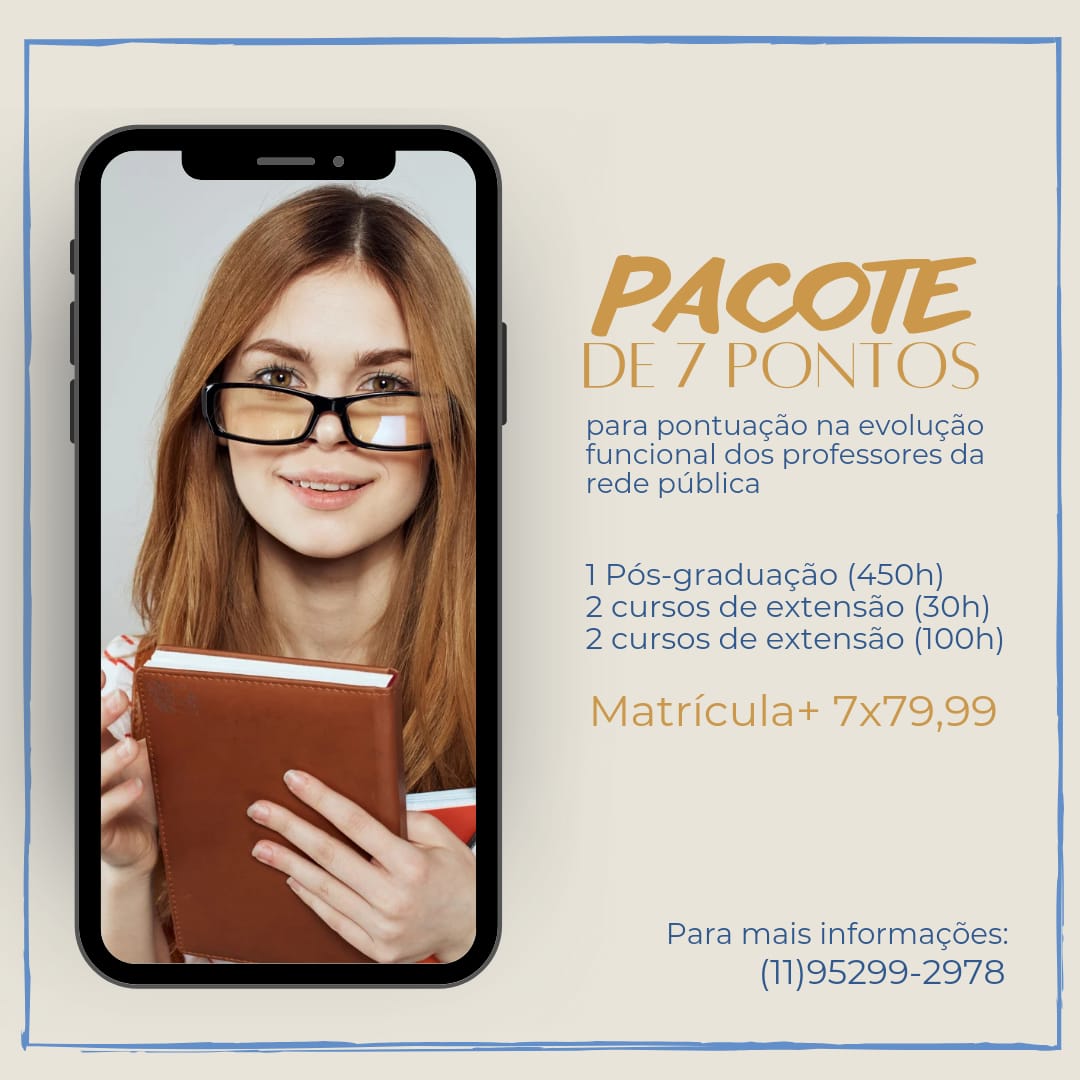 PACOTE
DE 7 PONTOS
para pontuação na evolução
funcional dos professores da
rede pública
1 Pós-graduação (450h)
2 cursos de extensão (30h)
2 cursos de extensão (100h)
Matrícula+ 7x79,99
Para mais informações:
(11)95299-2978